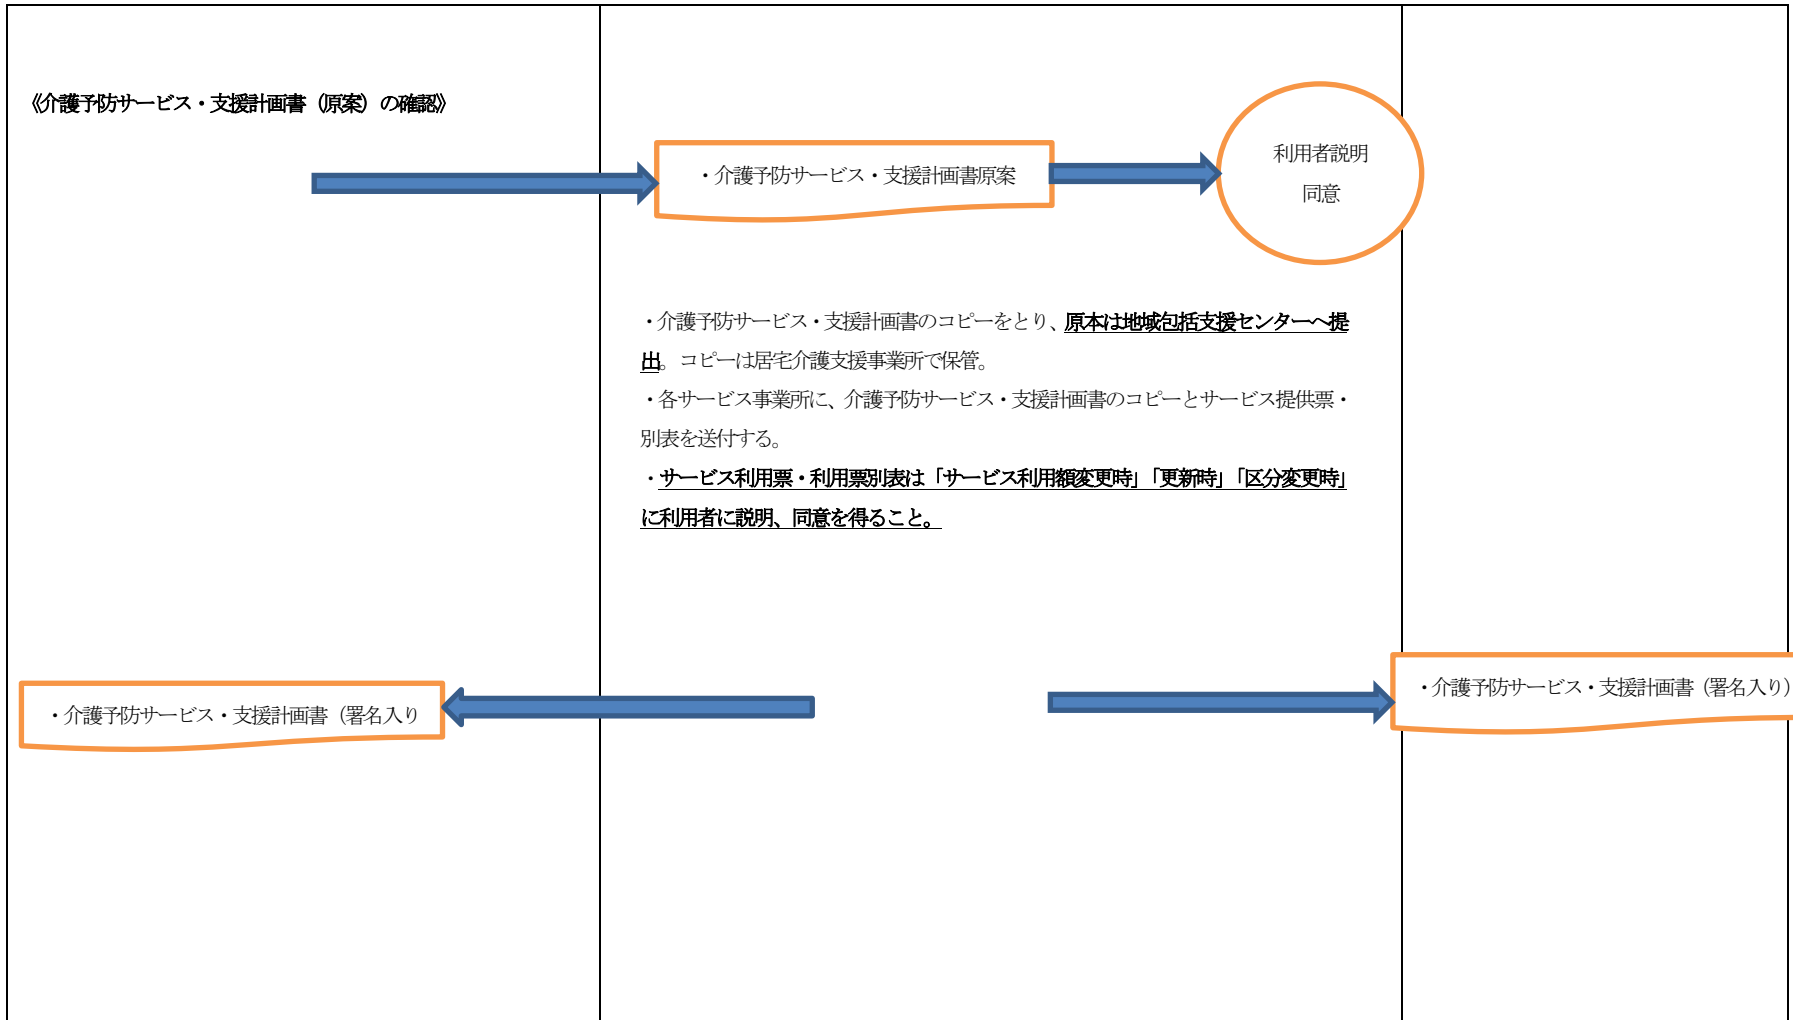 《介護予防サービス・支援計画書（原案）の確認》
・介護予防サービス・支援計画書原案
利用者説明
同意
・介護予防サービス・支援計画書のコピーをとり、原本は地域包括支援センターへ提
出。コピーは居宅介護支援事業所で保管。
・各サービス事業所に、介護予防サービス・支援計画書のコピーとサービス提供票・
別表を送付する。
・サービス利用票・利用票別表は「サービス利用額変更時」「更新時」「区分変更時」
に利用者に説明、同意を得ること。
・介護予防サービス・支援計画書（署名入り
・介護予防サービス・支援計画書（署名入り）